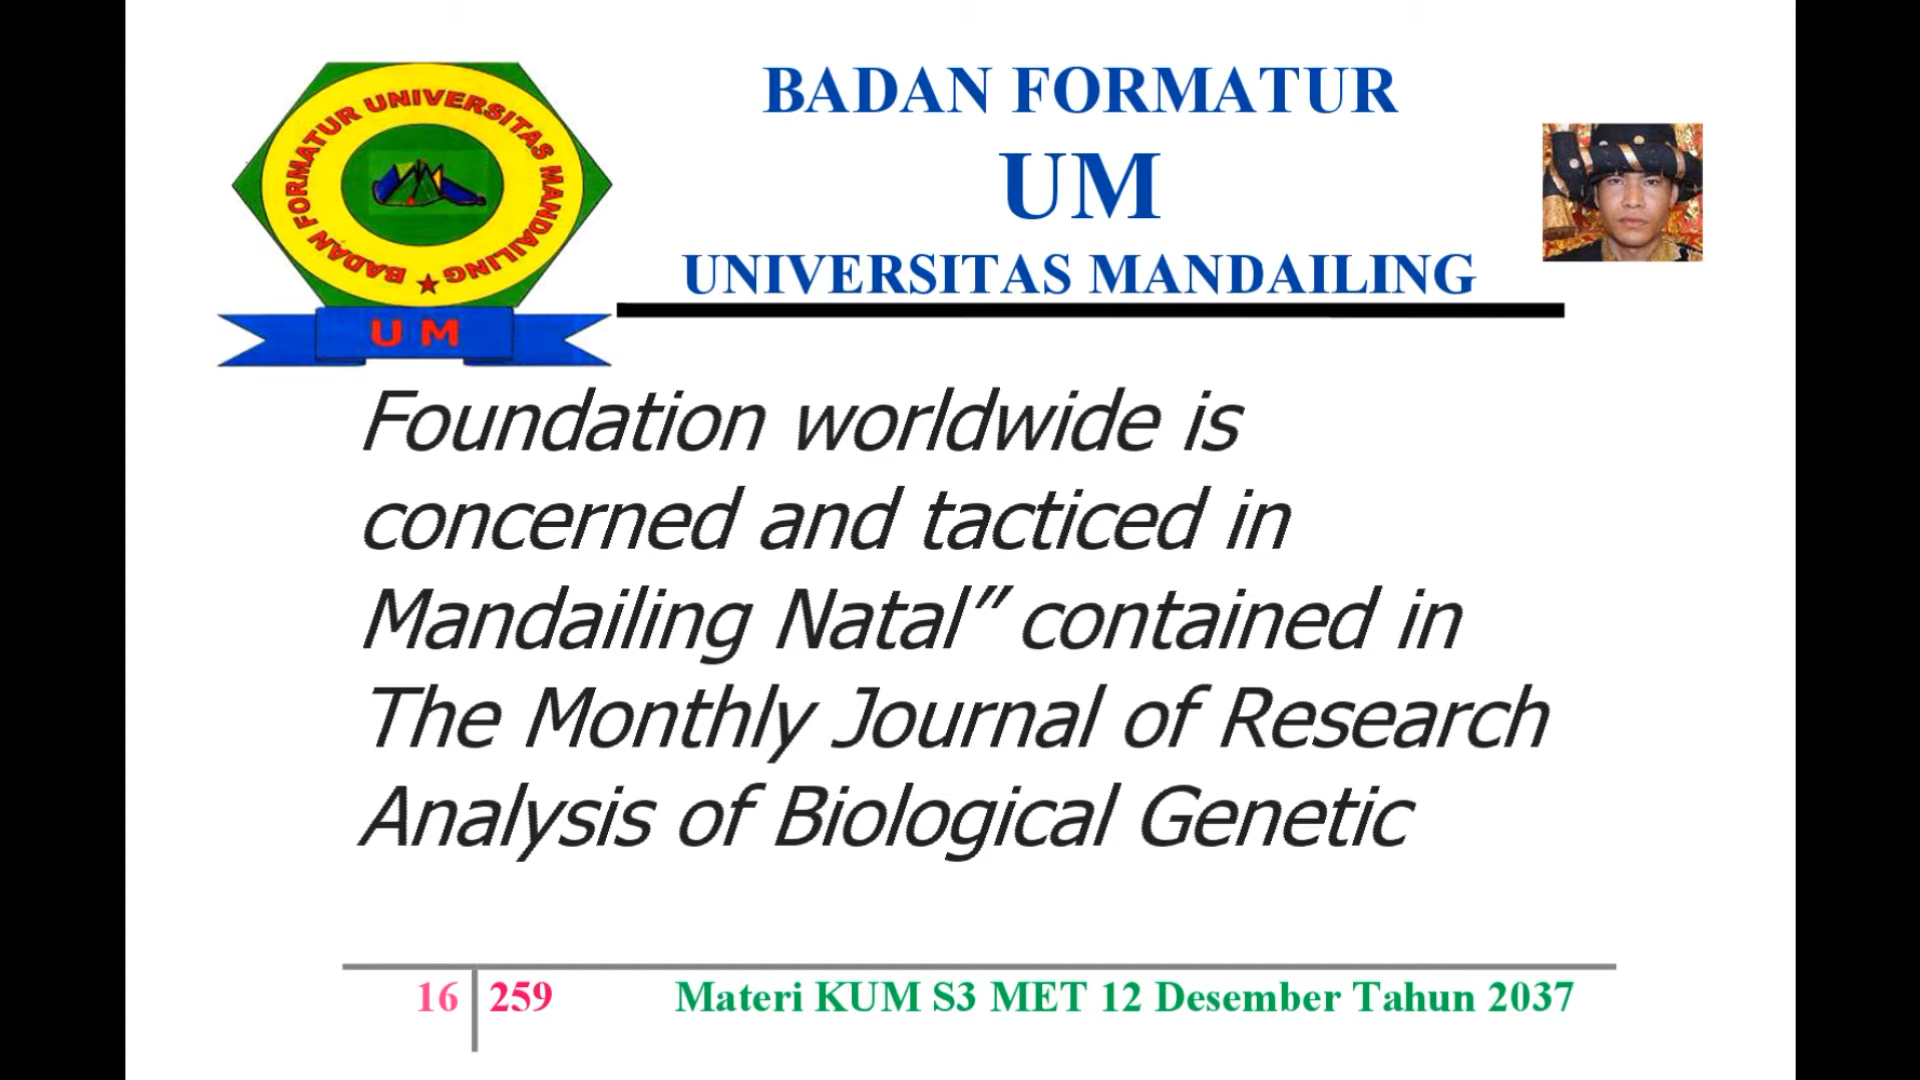 BADAN FORMATUR UNIVERSITAS MANDAILING
UM
BADAN FORMATUR
UM
UNIVERSITAS MANDAILING
Foundation worldwide is
concerned and tacticed in
Mandailing Natal” contained in
The Monthly Journal of Research
Analysis of Biological Genetic
16 259 Materi KUM S3 MET 12 Desember Tahun 2037